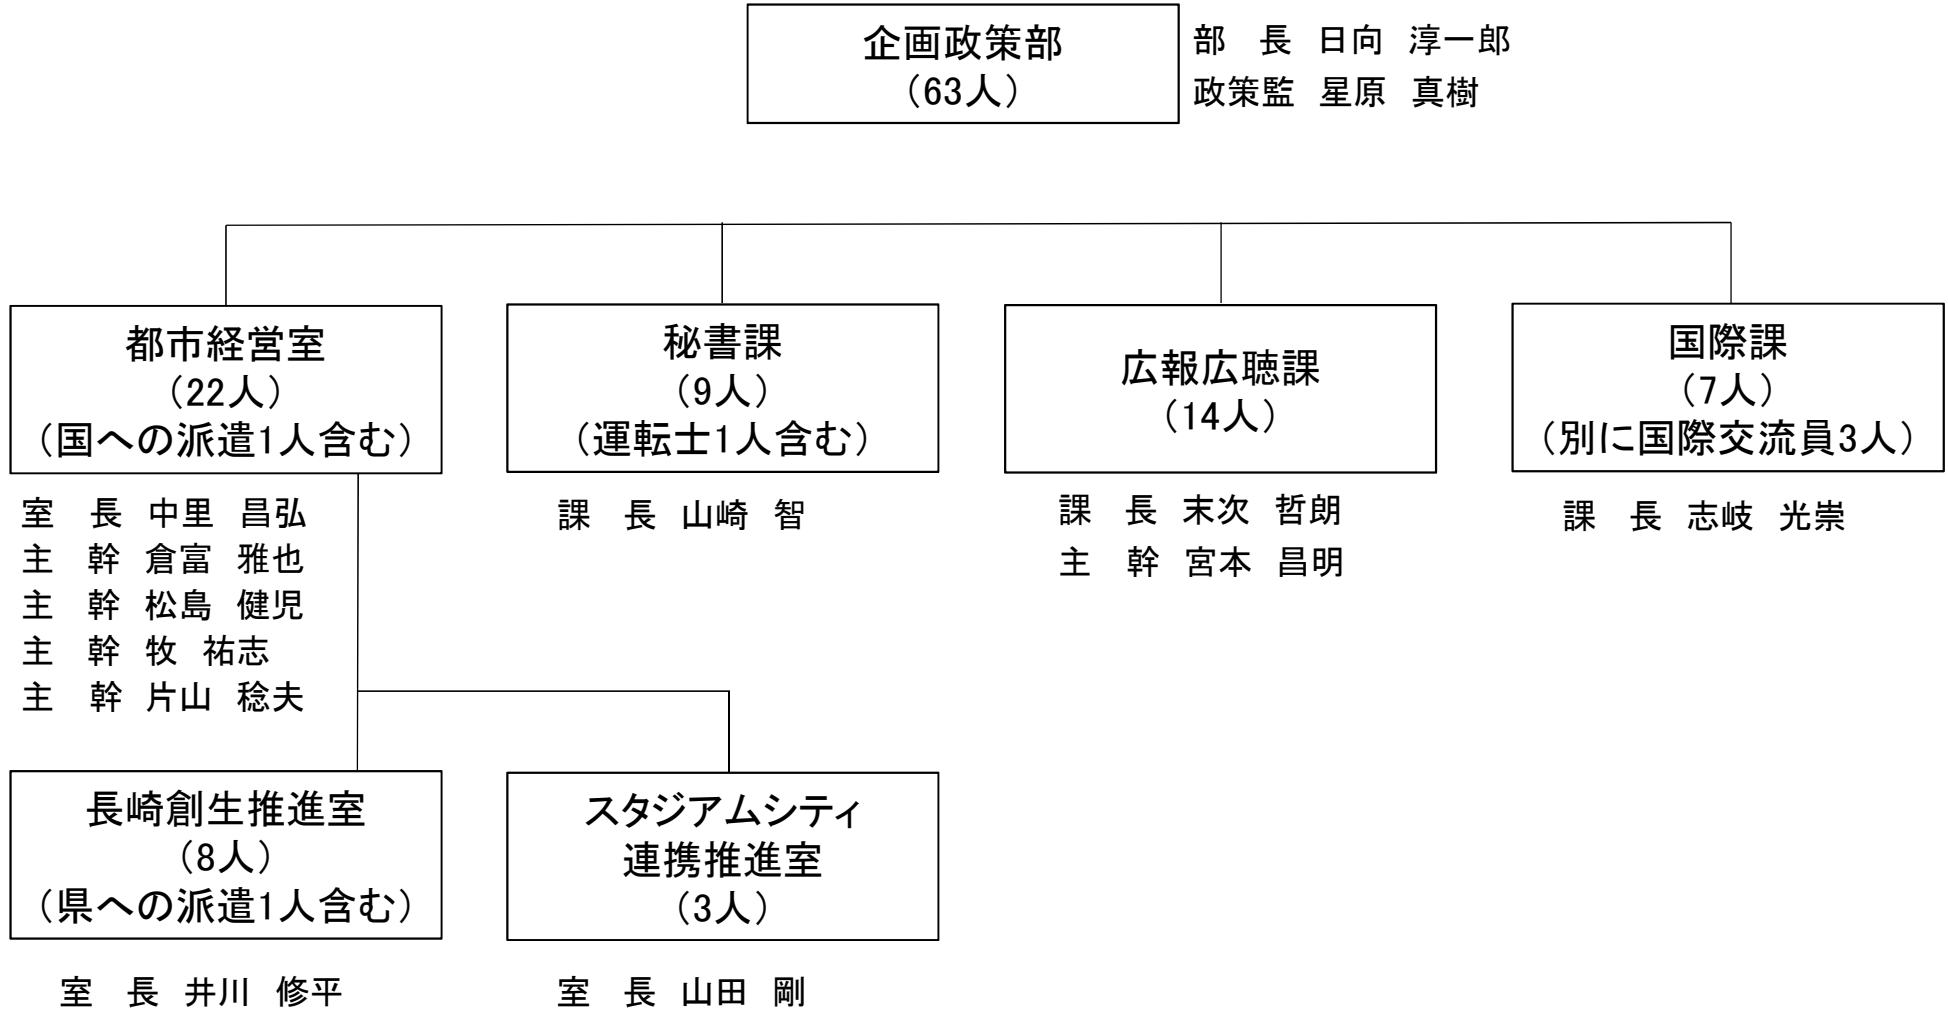 企画政策部
（63人）
部　長　日向　淳一郎
政策監　星原　真樹
都市経営室
（22人）
（国への派遣1人含む）
室　長　中里　昌弘
主　幹　倉富　雅也
主　幹　松島　健児
主　幹　牧　祐志
主　幹　片山　稔夫
秘書課
（9人）
（運転士1人含む）
課　長　山崎　智
広報広聴課
（14人）
課　長　末次　哲朗
主　幹　宮本　昌明
国際課
（7人）
（別に国際交流員3人）
課　長　志岐　光崇
長崎創生推進室
（8人）
（県への派遣1人含む）
室　長　井川　修平
スタジアムシティ
連携推進室
（3人）
室　長　山田　剛